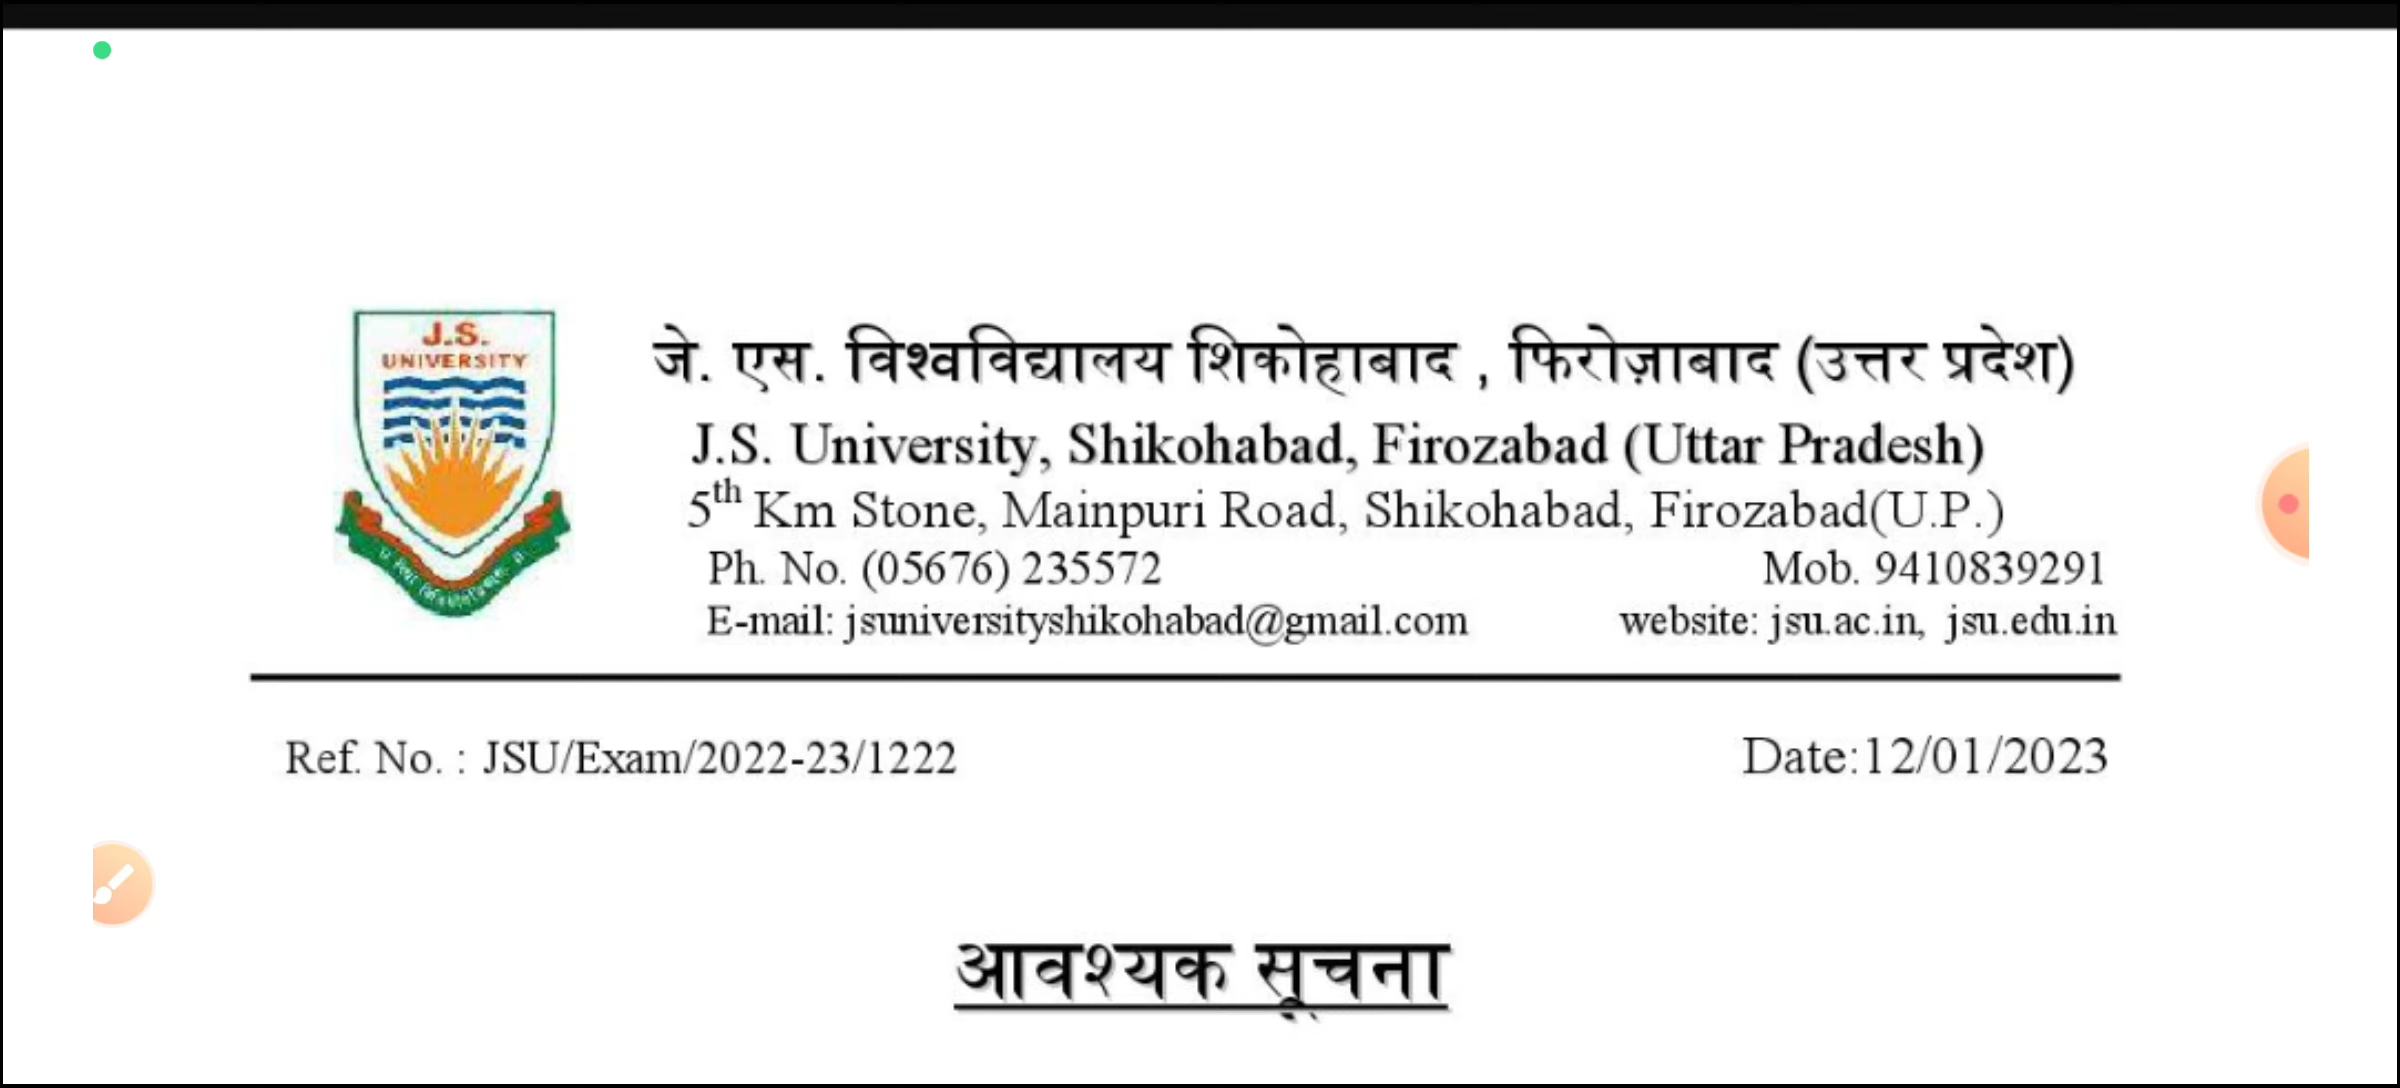 J.S.
UNIVERSITY
जे. एस. विश्वविद्यालय शिकोहाबाद , फिरोज़ाबाद (उत्तर प्रदेश)
J.S. University, Shikohabad, Firozabad (Uttar Pradesh)
5th Km Stone, Mainpuri Road, Shikohabad, Firozabad(U.P.)
Ph. No. (05676) 235572 Mob. 9410839291
E-mail: jsuniversityshikohabad@gmail.com website: jsu.ac.in, jsu.edu.in
Ref. No. : JSU/Exam/2022-23/1222 Date:12/01/2023
आवश्यक सूचना